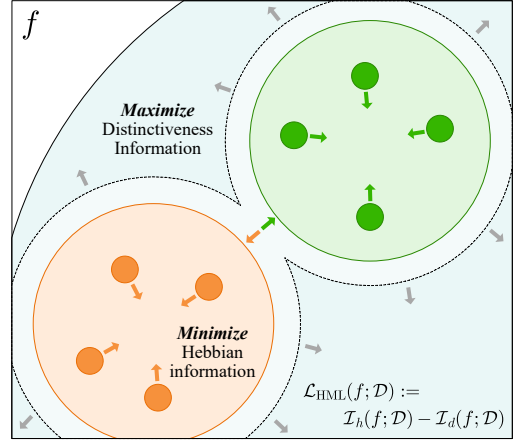 f
Maximize
Distinctiveness
Information
Minimize
Hebbian
information
ℒ_HML(f; 𝒟) :=
ℐ_h(f; 𝒟) − ℐ_d(f; 𝒟)